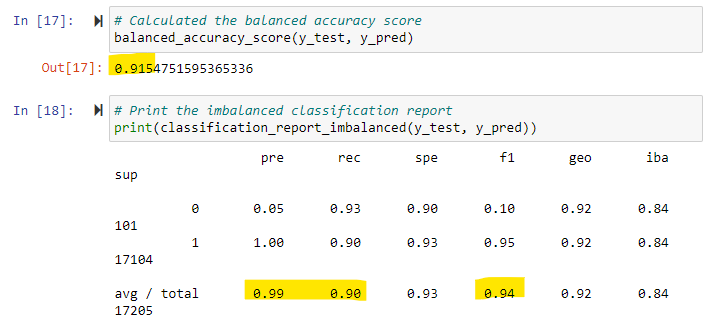 In [17]: # Calculated the balanced accuracy score
balanced_accuracy_score(y_test, y_pred)
Out[17]: 0.9154751595365336
In [18]: # Print the imbalanced classification report
print(classification_report_imbalanced(y_test, y_pred))
pre rec spe f1 geo iba
sup
0 0.05 0.93 0.90 0.10 0.92 0.84
101
1 1.00 0.90 0.93 0.95 0.92 0.84
17104
avg / total 0.99 0.90 0.93 0.94 0.92 0.84
17205